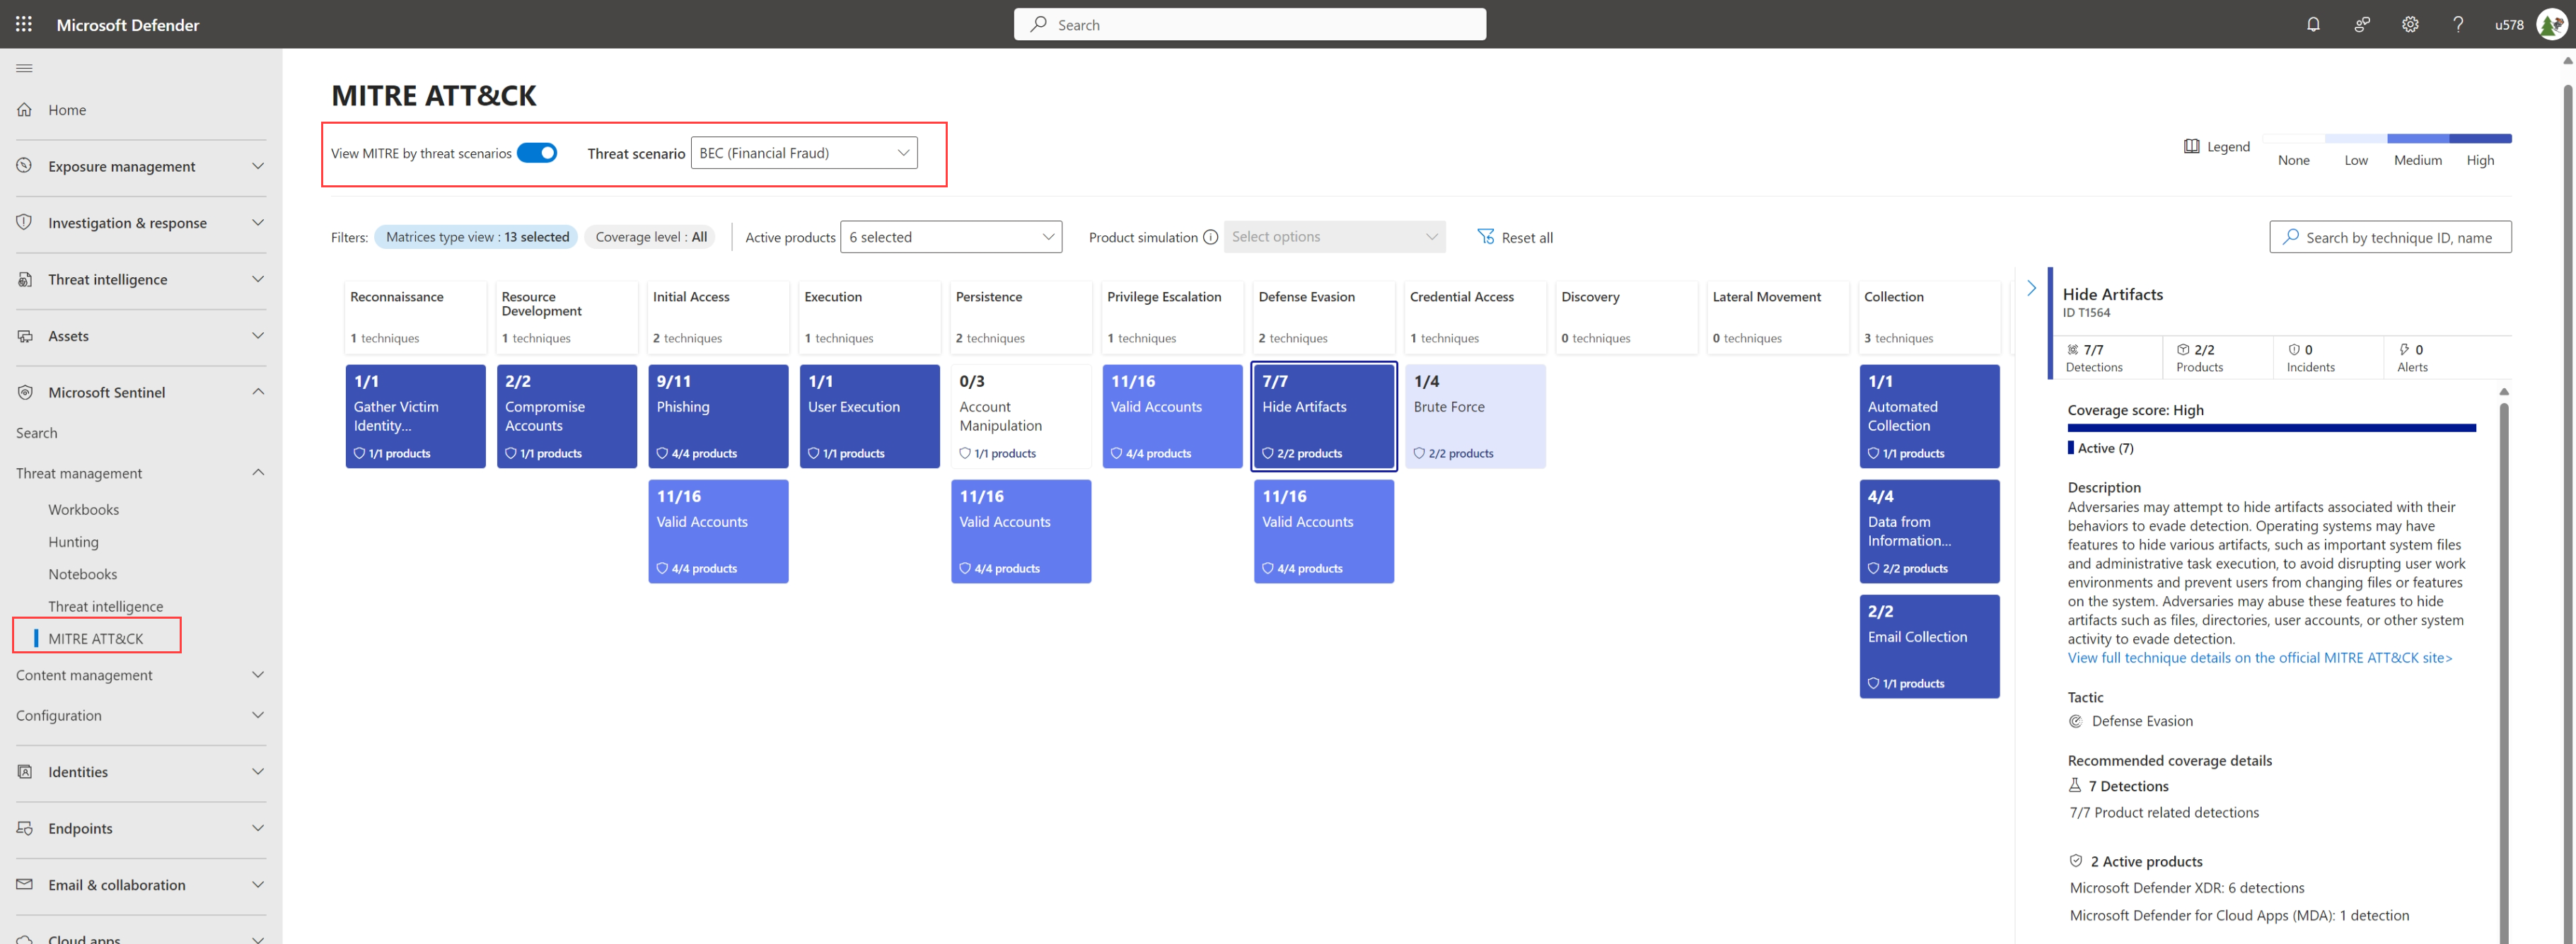 Microsoft Defender
Search
u578
Home
Exposure management
Investigation & response
Threat intelligence
Assets
Microsoft Sentinel
Search
Threat management
Workbooks
Hunting
Notebooks
Threat intelligence
MITRE ATT&CK
Content management
Configuration
Identities
Endpoints
Email & collaboration
Cloud apps
MITRE ATT&CK
View MITRE by threat scenarios
Threat scenario
BEC (Financial Fraud)
Legend
None
Low
Medium
High
Filters:
Matrices type view : 13 selected
Coverage level : All
Active products
6 selected
Product simulation
Select options
Reset all
Search by technique ID, name
Reconnaissance
1 techniques
1/1
Gather Victim
Identity...
1/1 products
Resource
Development
1 techniques
2/2
Compromise
Accounts
1/1 products
Initial Access
2 techniques
9/11
Phishing
4/4 products
11/16
Valid Accounts
4/4 products
Execution
1 techniques
1/1
User Execution
1/1 products
Persistence
2 techniques
0/3
Account
Manipulation
1/1 products
11/16
Valid Accounts
4/4 products
Privilege Escalation
1 techniques
11/16
Valid Accounts
4/4 products
Defense Evasion
2 techniques
7/7
Hide Artifacts
2/2 products
11/16
Valid Accounts
4/4 products
Credential Access
1 techniques
1/4
Brute Force
2/2 products
Discovery
0 techniques
Lateral Movement
0 techniques
Collection
3 techniques
1/1
Automated
Collection
1/1 products
4/4
Data from
Information...
2/2 products
2/2
Email Collection
1/1 products
Hide Artifacts
ID T1564
7/7
Detections
2/2
Products
0
Incidents
0
Alerts
Coverage score: High
Active (7)
Description
Adversaries may attempt to hide artifacts associated with their
behaviors to evade detection. Operating systems may have
features to hide various artifacts, such as important system files
and administrative task execution, to avoid disrupting user work
environments and prevent users from changing files or features
on the system. Adversaries may abuse these features to hide
artifacts such as files, directories, user accounts, or other system
activity to evade detection.
View full technique details on the official MITRE ATT&CK site>
Tactic
Defense Evasion
Recommended coverage details
7 Detections
7/7 Product related detections
2 Active products
Microsoft Defender XDR: 6 detections
Microsoft Defender for Cloud Apps (MDA): 1 detection